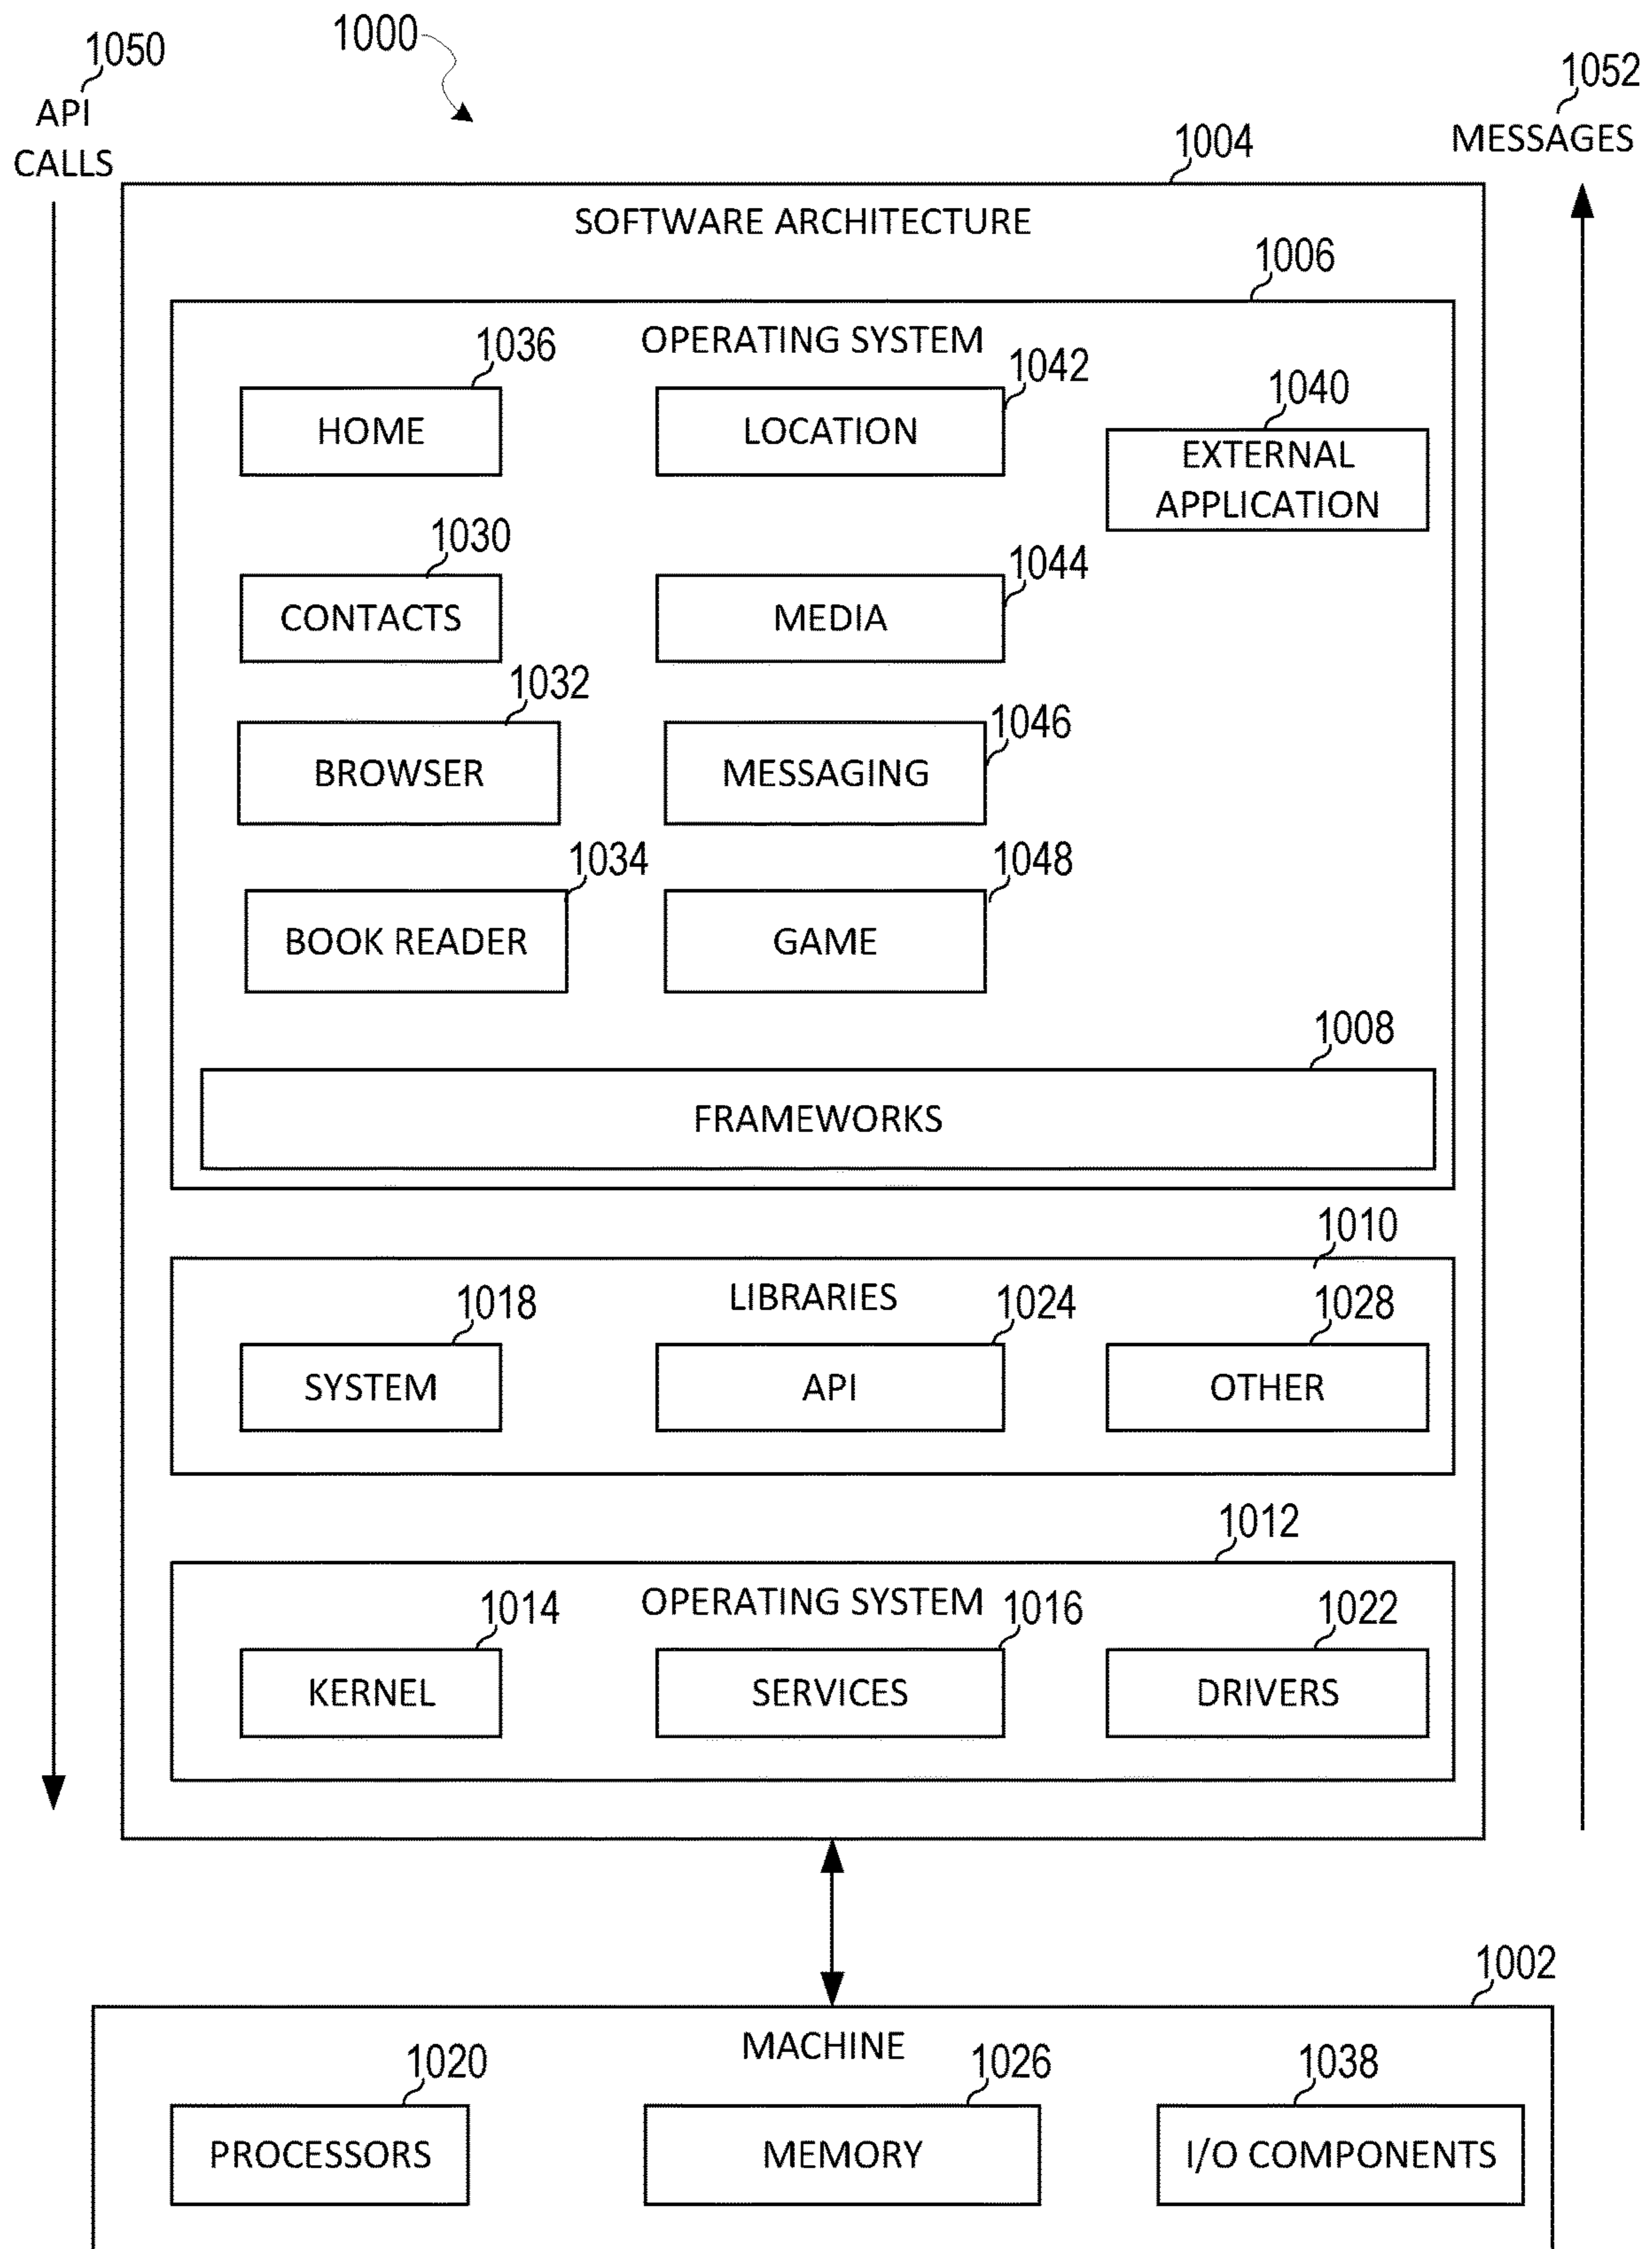 1000
1050
API
CALLS
1052
MESSAGES
1004
SOFTWARE ARCHITECTURE
1006
OPERATING SYSTEM
1036
HOME
1042
LOCATION
1040
EXTERNAL
APPLICATION
1030
CONTACTS
1044
MEDIA
1032
BROWSER
1046
MESSAGING
1034
BOOK READER
1048
GAME
1008
FRAMEWORKS
1010
LIBRARIES
1018
SYSTEM
1024
API
1028
OTHER
1012
OPERATING SYSTEM
1014
KERNEL
1016
SERVICES
1022
DRIVERS
1002
MACHINE
1020
PROCESSORS
1026
MEMORY
1038
I/O COMPONENTS